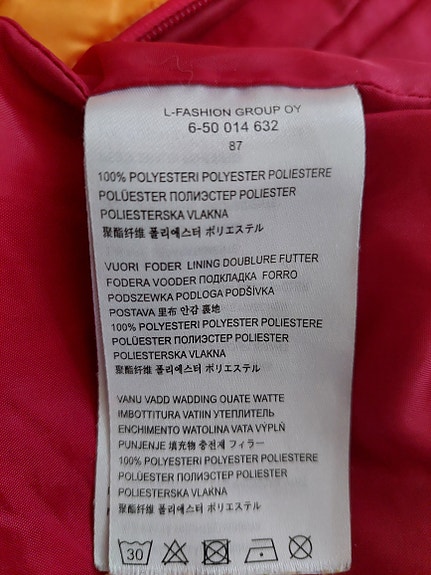 L-FASHION GROUP OY
6-50 014 632
87
100% POLYESTERI POLYESTER POLIESTERE
POLÜESTER ПОЛИЭСТЕР POLIESTER
POLIESTERSKA VLAKNA
聚酯纤维 폴리에스터 ポリエステル
VUORI FODER LINING DOUBLURE FUTTER
FODERA VOODER ПОДКЛАДКА FORRO
PODSZEWKA PODLOGA PODŠÍVKA
POSTAVA 里布 안감 裏地
100% POLYESTERI POLYESTER POLIESTERE
POLÜESTER ПОЛИЭСТЕР POLIESTER
POLIESTERSKA VLAKNA
聚酯纤维 폴리에스터 ポリエステル
VANU VADD WADDING OUATE WATTE
IMBOTTITURA VATIIN УТЕПЛИТЕЛЬ
ENCHIMENTO WATOLINA VATA VÝPLŇ
PUNJENJE 填充物 충전재 フィラー
100% POLYESTERI POLYESTER POLIESTERE
POLÜESTER ПОЛИЭСТЕР POLIESTER
POLIESTERSKA VLAKNA
聚酯纤维 폴리에스터 ポリエステル
30